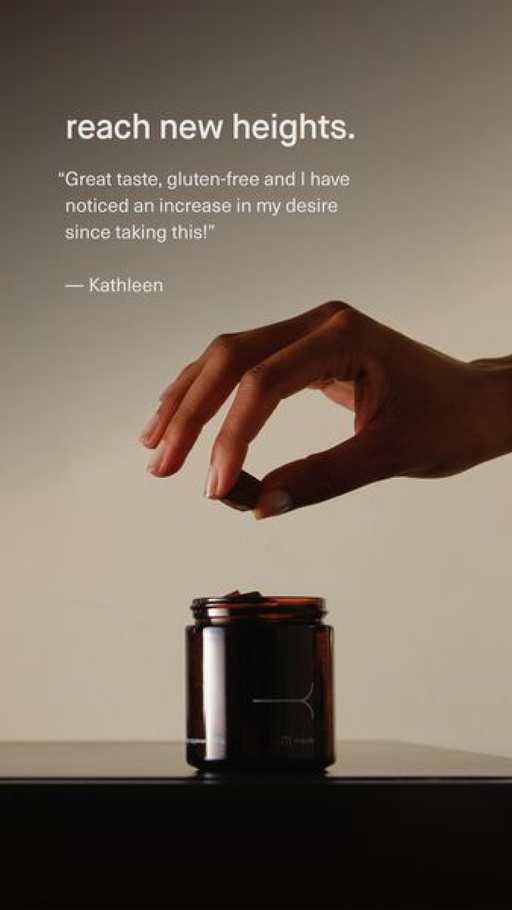 reach new heights.
“Great taste, gluten-free and I have
noticed an increase in my desire
since taking this!”
— Kathleen